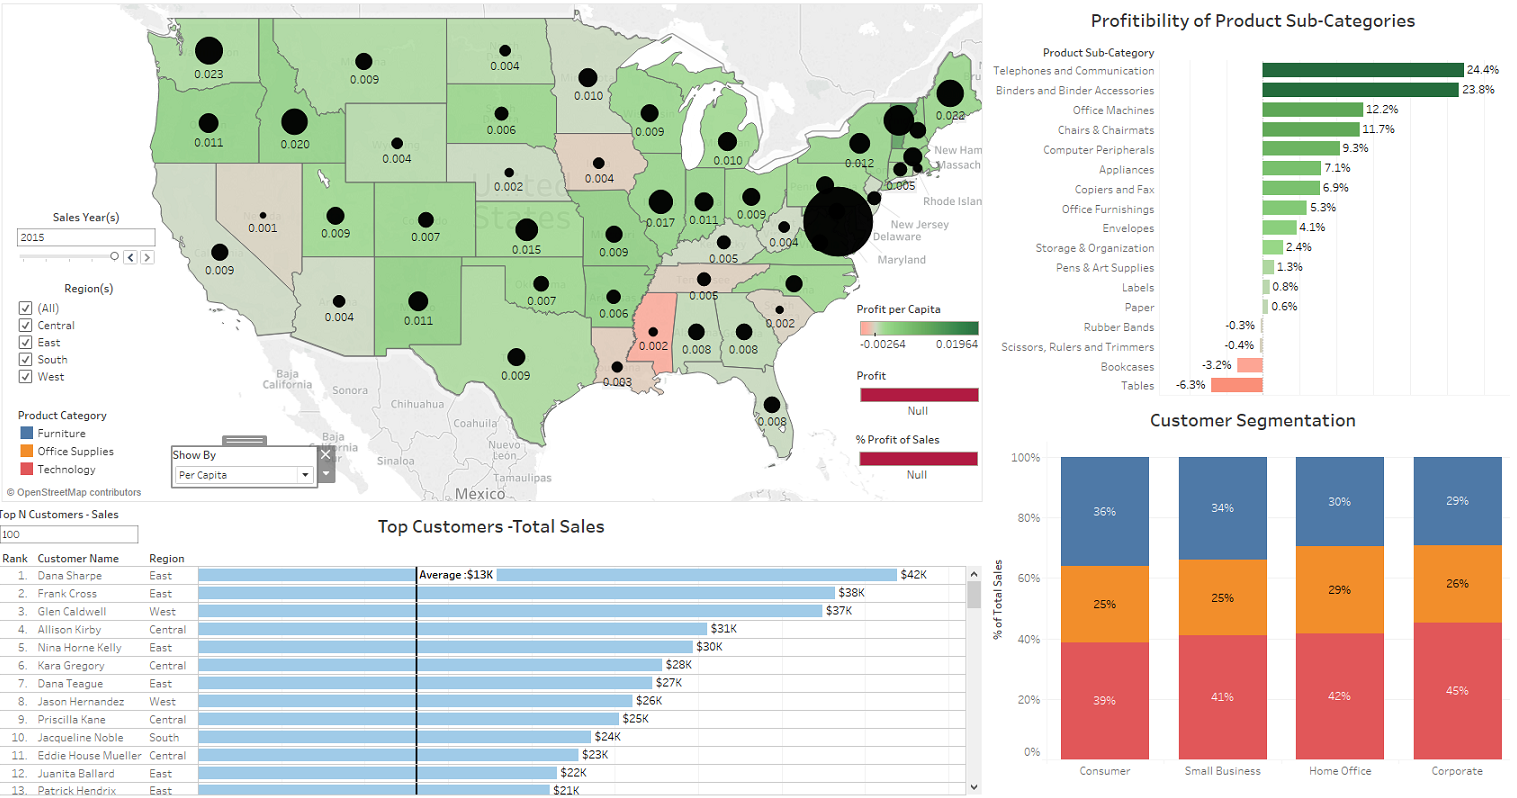 Sales Year(s)
2015
Region(s)
(All)
Central
East
South
West
Product Category
Furniture
Office Supplies
Technology
© OpenStreetMap contributors
Show By
Per Capita
0.023
0.009
0.004
0.010
0.022
0.011
0.020
0.004
0.006
0.009
0.010
0.012
0.002
0.004
0.005
0.001
0.009
0.007
0.015
0.009
0.017
0.011
0.009
0.004
0.005
0.009
0.004
0.011
0.007
0.006
0.005
0.002
0.002
0.008
0.008
0.009
0.003
0.008
United
States
New Ham
Massach
Rhode Islan
New Jersey
Delaware
Maryland
Baja
California
Sonora
Chihuahua
Coahuila
Baja
Sinaloa
Nuevo
León
Tamaulipas
Mexico
Profit per Capita
-0.00264 0.01964
Profit
Null
% Profit of Sales
Null
Profitibility of Product Sub-Categories
Product Sub-Category
Telephones and Communication 24.4%
Binders and Binder Accessories 23.8%
Office Machines 12.2%
Chairs & Chairmats 11.7%
Computer Peripherals 9.3%
Appliances 7.1%
Copiers and Fax 6.9%
Office Furnishings 5.3%
Envelopes 4.1%
Storage & Organization 2.4%
Pens & Art Supplies 1.3%
Labels 0.8%
Paper 0.6%
Rubber Bands -0.3%
Scissors, Rulers and Trimmers -0.4%
Bookcases -3.2%
Tables -6.3%
Top N Customers - Sales
100
Top Customers -Total Sales
Rank Customer Name Region
1. Dana Sharpe East Average :$13K $42K
2. Frank Cross East $38K
3. Glen Caldwell West $37K
4. Allison Kirby Central $31K
5. Nina Horne Kelly East $30K
6. Kara Gregory Central $28K
7. Dana Teague East $27K
8. Jason Hernandez West $26K
9. Priscilla Kane Central $25K
10. Jacqueline Noble South $24K
11. Eddie House Mueller Central $23K
12. Juanita Ballard East $22K
13. Patrick Hendrix East $21K
Customer Segmentation
% of Total Sales
100%
80%
60%
40%
20%
0%
36% 34% 30% 29%
25% 25% 29% 26%
39% 41% 42% 45%
Consumer Small Business Home Office Corporate